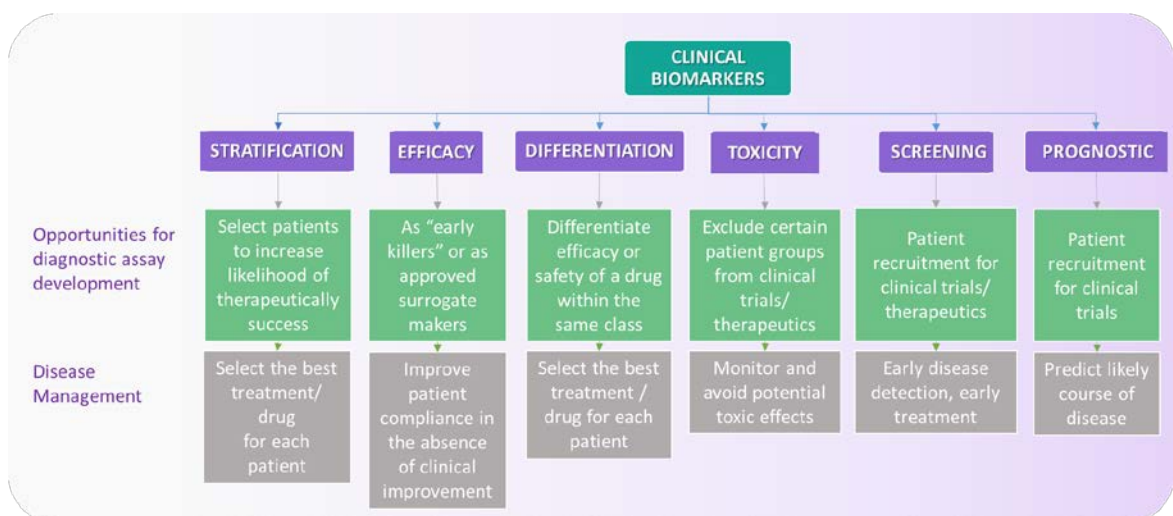 CLINICAL
BIOMARKERS
STRATIFICATION
EFFICACY
DIFFERENTIATION
TOXICITY
SCREENING
PROGNOSTIC
Opportunities for
diagnostic assay
development
Select patients
to increase
likelihood of
therapeutically
success
As “early
killers” or as
approved
surrogate
makers
Differentiate
efficacy or
safety of a drug
within the
same class
Exclude certain
patient groups
from clinical
trials/
therapeutics
Patient
recruitment for
clinical trials/
therapeutics
Patient
recruitment
for clinical
trials
Disease
Management
Select the best
treatment/
drug
for each
patient
Improve
patient
compliance in
the absence
of clinical
improvement
Select the best
treatment /
drug for each
patient
Monitor and
avoid potential
toxic effects
Early disease
detection, early
treatment
Predict likely
course of
disease